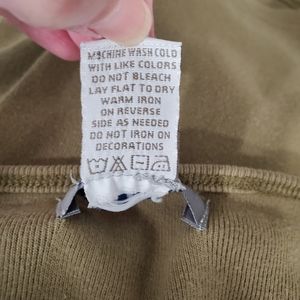 MACHINE WASH COLD
WITH LIKE COLORS
DO NOT BLEACH
LAY FLAT TO DRY
WARM IRON
ON REVERSE
SIDE AS NEEDED
DO NOT IRON ON
DECORATIONS